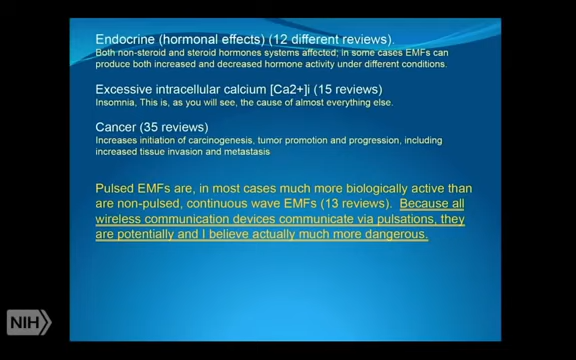 Endocrine (hormonal effects) (12 different reviews).
Both non-steroid and steroid hormones systems affected; in some cases EMFs can
produce both increased and decreased hormone activity under different conditions.
Excessive intracellular calcium [Ca2+]i (15 reviews)
Insomnia, This is, as you will see, the cause of almost everything else.
Cancer (35 reviews)
Increases initiation of carcinogenesis, tumor promotion and progression, including
increased tissue invasion and metastasis
Pulsed EMFs are, in most cases much more biologically active than
are non-pulsed, continuous wave EMFs (13 reviews). Because all
wireless communication devices communicate via pulsations, they
are potentially and I believe actually much more dangerous.
NIH